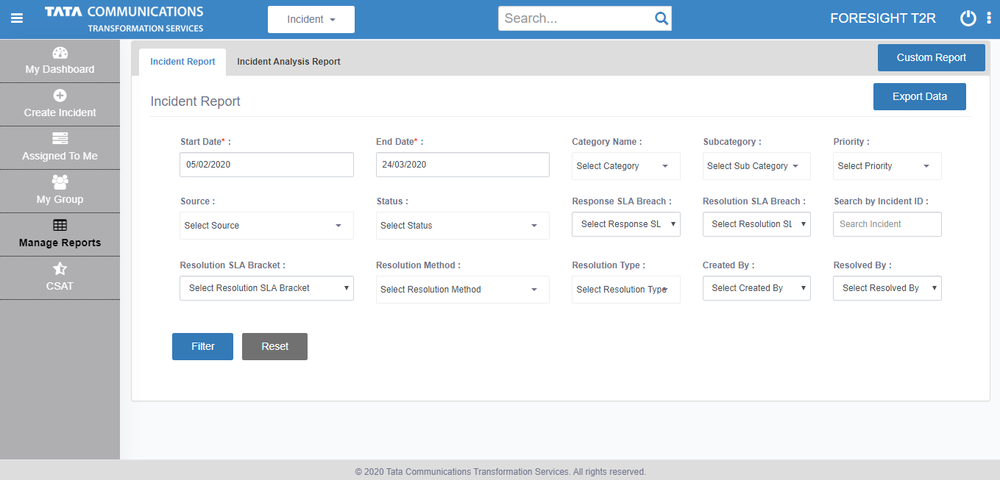 TATA COMMUNICATIONS
TRANSFORMATION SERVICES
Incident
Search...
FORESIGHT T2R
My Dashboard
Create Incident
Assigned To Me
My Group
Manage Reports
CSAT
Incident Report
Incident Analysis Report
Custom Report
Incident Report
Export Data
Start Date* :
End Date* :
Category Name :
Subcategory :
Priority :
05/02/2020
24/03/2020
Select Category
Select Sub Category
Select Priority
Source :
Status :
Response SLA Breach :
Resolution SLA Breach :
Search by Incident ID :
Select Source
Select Status
Select Response SL
Select Resolution SL
Search Incident
Resolution SLA Bracket :
Resolution Method :
Resolution Type :
Created By :
Resolved By :
Select Resolution SLA Bracket
Select Resolution Method
Select Resolution Type
Select Created By
Select Resolved By
Filter
Reset
© 2020 Tata Communications Transformation Services. All rights reserved.